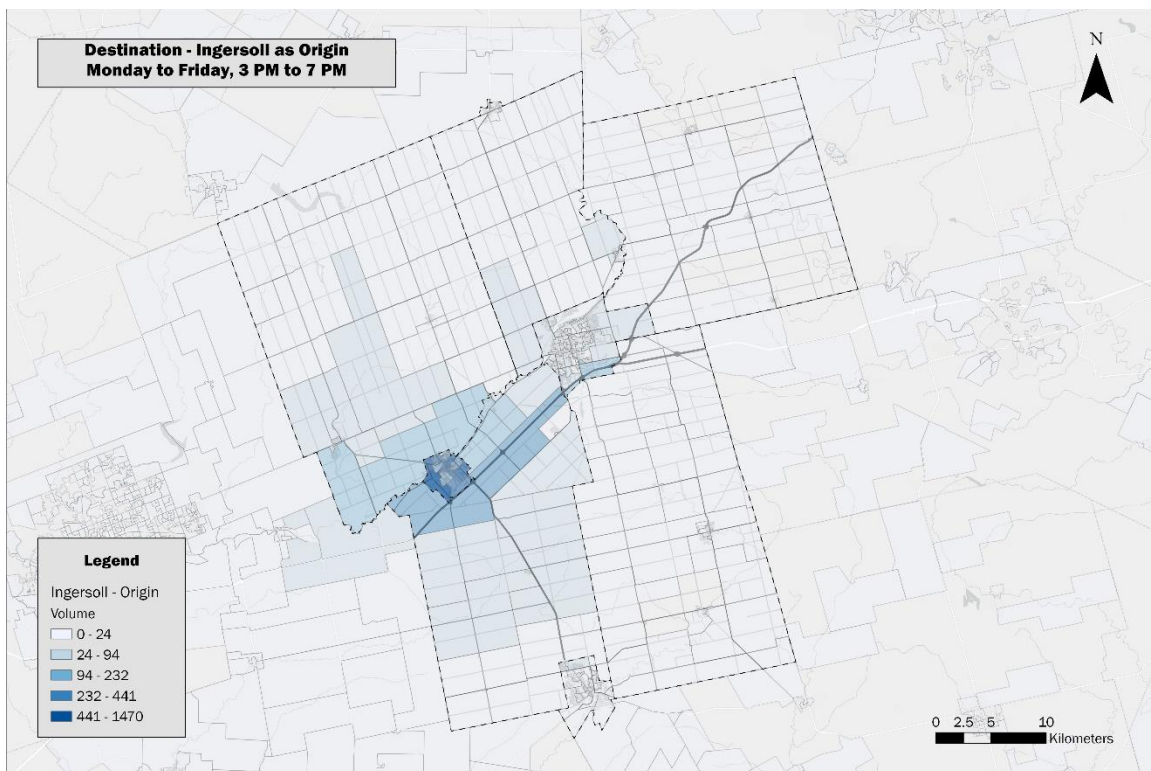 Destination - Ingersoll as Origin
Monday to Friday, 3 PM to 7 PM
N
Legend
Ingersoll - Origin
Volume
0 - 24
24 - 94
94 - 232
232 - 441
441 - 1470
0 2.5 5 10
Kilometers